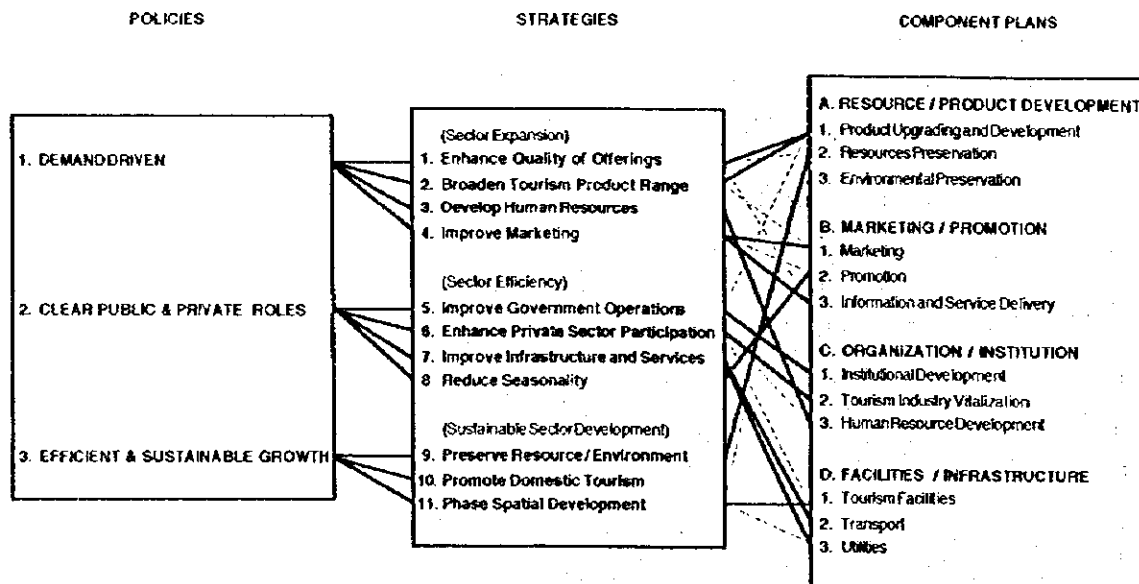 POLICIES
STRATEGIES
COMPONENT PLANS
1. DEMAND DRIVEN
2. CLEAR PUBLIC & PRIVATE ROLES
3. EFFICIENT & SUSTAINABLE GROWTH
(Sector Expansion)
1. Enhance Quality of Offerings
2. Broaden Tourism Product Range
3. Develop Human Resources
4. Improve Marketing
(Sector Efficiency)
5. Improve Government Operations
6. Enhance Private Sector Participation
7. Improve Infrastructure and Services
8 Reduce Seasonality
(Sustainable Sector Development)
9. Preserve Resource / Environment
10. Promote Domestic Tourism
11. Phase Spatial Development
A. RESOURCE / PRODUCT DEVELOPMENT
1. Product Upgrading and Development
2. Resources Preservation
3. Environmental Preservation
B. MARKETING / PROMOTION
1. Marketing
2. Promotion
3. Information and Service Delivery
C. ORGANIZATION / INSTITUTION
1. Institutional Development
2. Tourism Industry Vitalization
3. Human Resource Development
D. FACILITIES / INFRASTRUCTURE
1. Tourism Facilities
2. Transport
3. Utilities